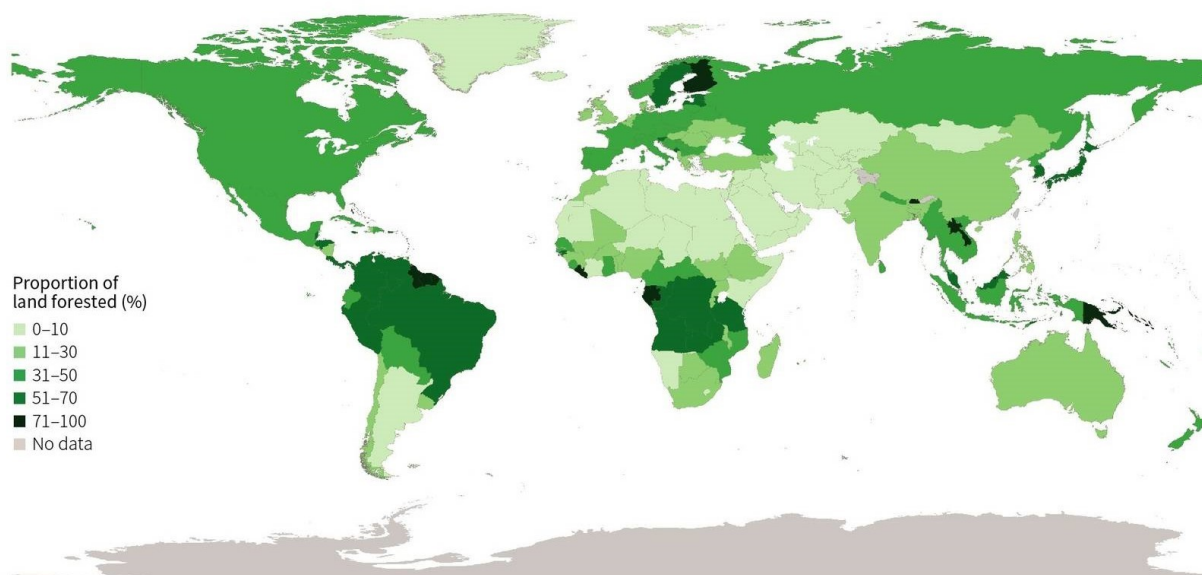 Proportion of
land forested (%)
0–10
11–30
31–50
51–70
71–100
No data